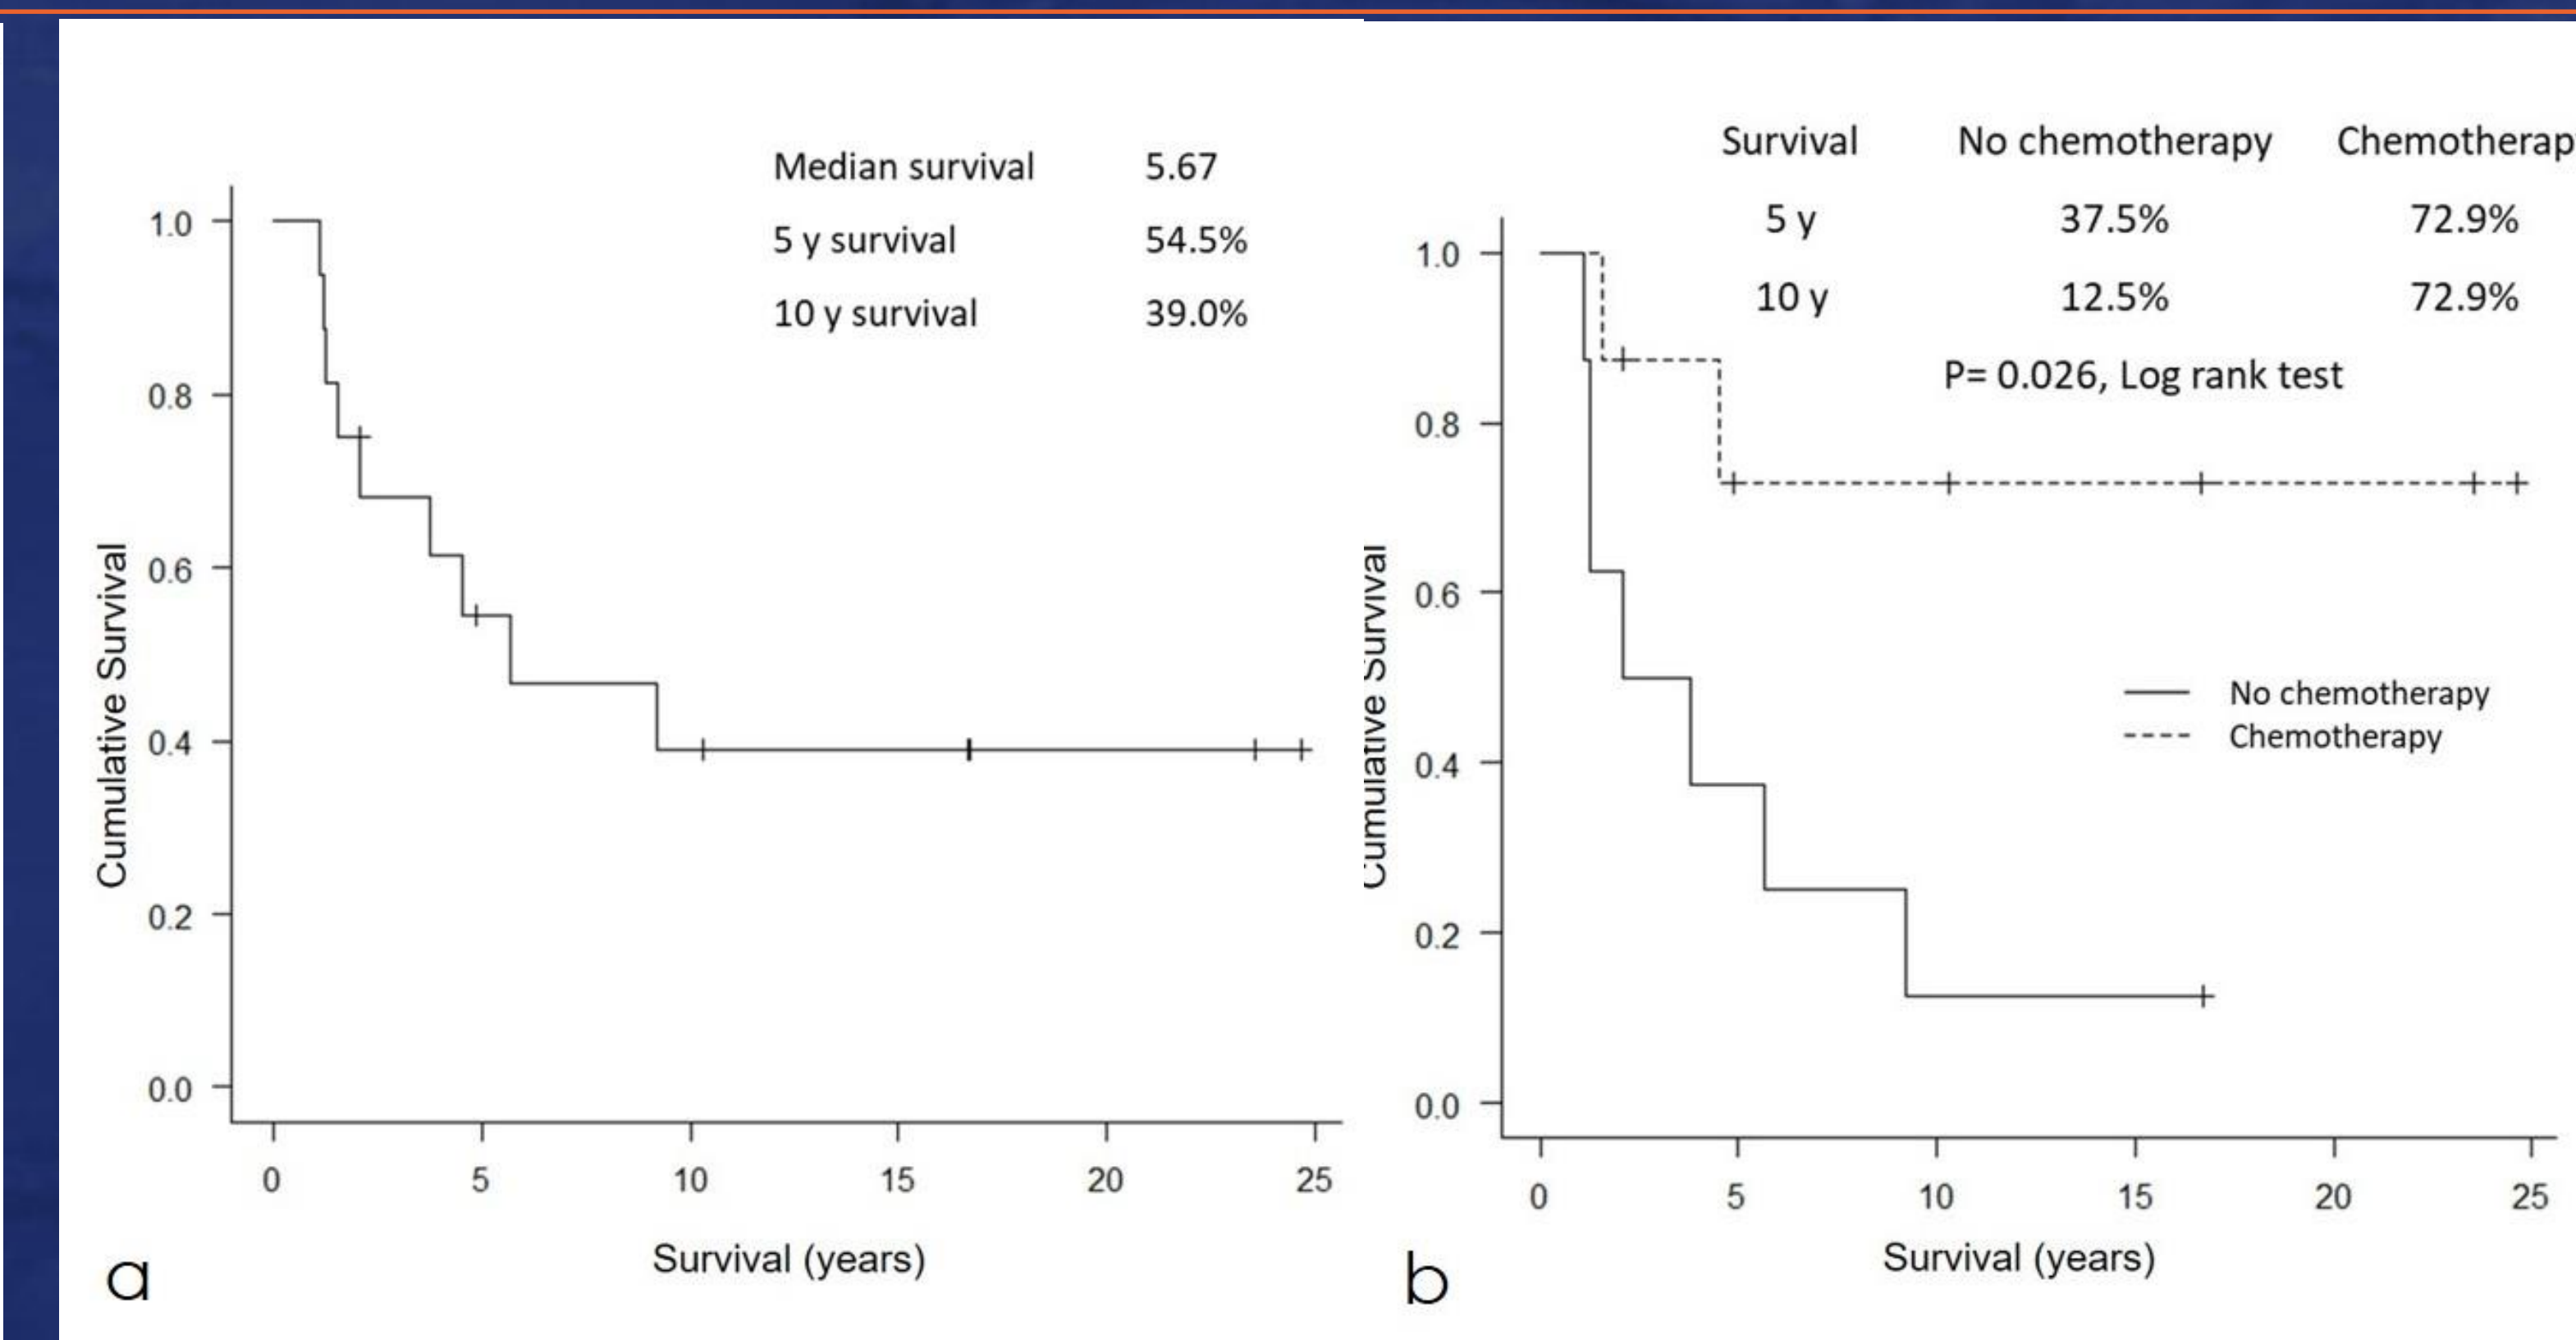 Median survival 5.67
5 y survival 54.5%
10 y survival 39.0%
1.0
0.8
0.6
0.4
0.2
0.0
Cumulative Survival
0 5 10 15 20 25
Survival (years)
a
Survival No chemotherapy Chemotherap
5 y 37.5% 72.9%
10 y 12.5% 72.9%
P= 0.026, Log rank test
1.0
0.8
0.6
0.4
0.2
0.0
Cumulative Survival
No chemotherapy
Chemotherapy
0 5 10 15 20 25
Survival (years)
b